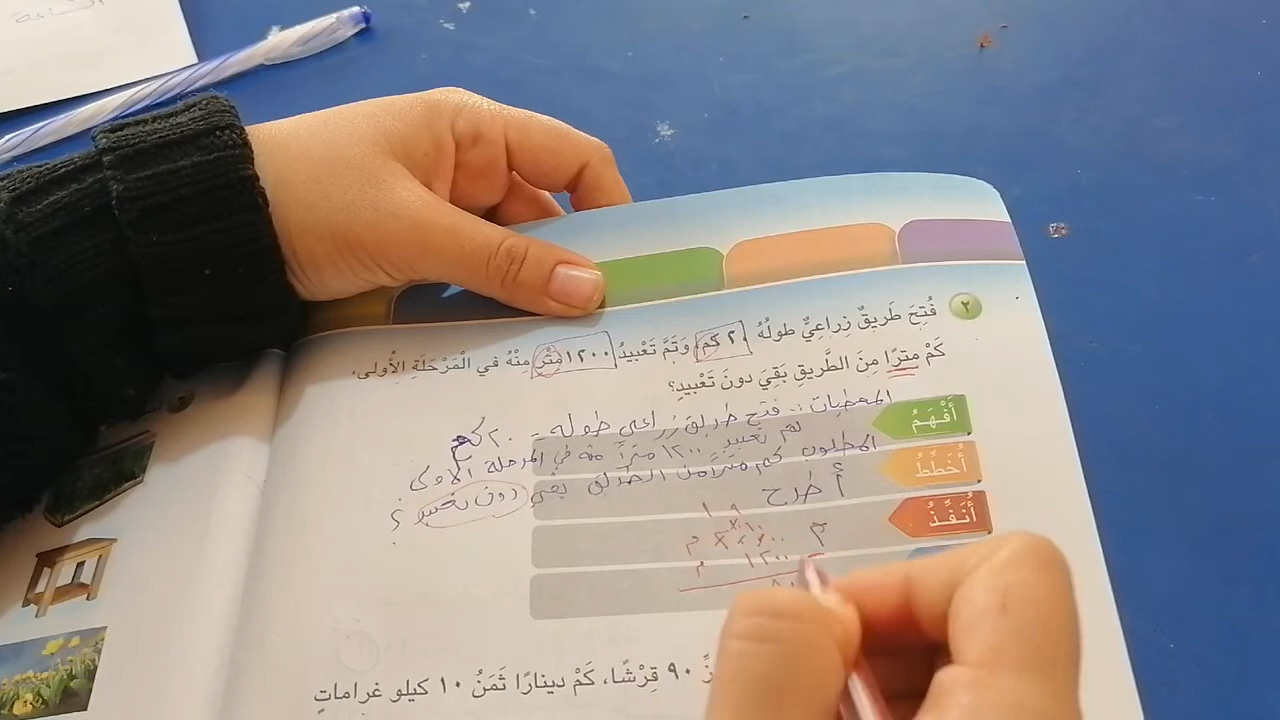 ٢ فُتِحَ طَريقٌ زِراعِيٌّ طولُهُ ٢٠ كم، وَتَمَّ تَعْبيدُ ١٢٠٠ مِتْرٍ مِنْهُ في الْمَرْحَلَةِ الْأُولى،
كَمْ مِترًا مِنَ الطَّريقِ بَقِيَ دونَ تَعْبيدٍ؟
أَفْهَمُ
المعطيات: فتح طريق زراعي طوله ٢٠ كم
تم تعبيد ١٢٠٠ مترًا منه في المرحلة الأولى
أُخَطِّطُ
المطلوب كم مترًا من الطريق بقي دون تعبيد ؟
أطرح
أُنَفِّذُ
١٢٠٠ م
٩٠ قِرْشًا، كَمْ دينارًا ثَمَنُ ١٠ كيلو غراماتٍ